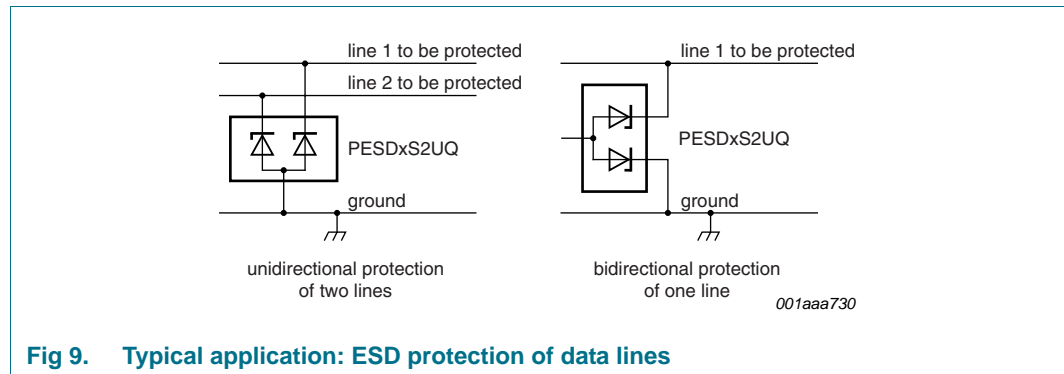 line 1 to be protected
line 2 to be protected
PESDxS2UQ
ground
unidirectional protection
of two lines
line 1 to be protected
PESDxS2UQ
ground
bidirectional protection
of one line
001aaa730
Fig 9. Typical application: ESD protection of data lines